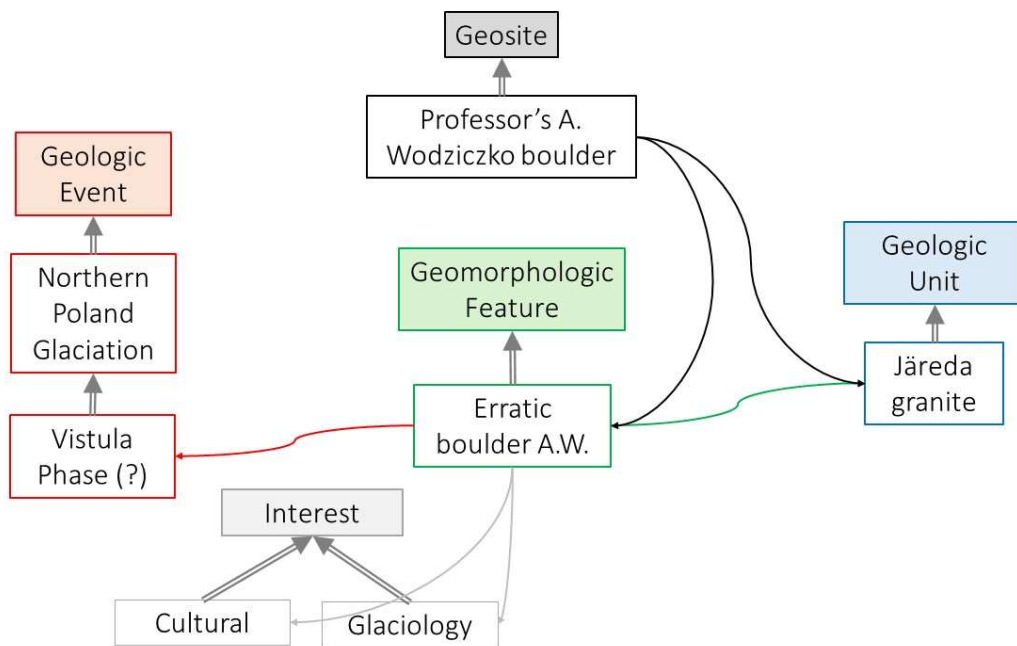 Geosite
Professor's A.
Wodziczko boulder
Geologic
Event
Northern
Poland
Glaciation
Vistula
Phase (?)
Geomorphologic
Feature
Erratic
boulder A.W.
Geologic
Unit
Järeda
granite
Interest
Cultural
Glaciology